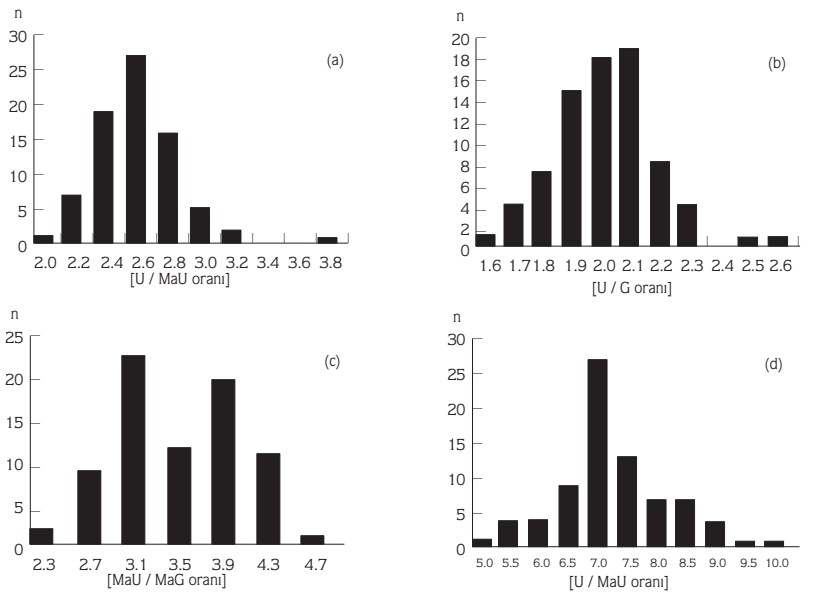 n
30
25
20
15
10
5
0
(a)
2.0 2.2 2.4 2.6 2.8 3.0 3.2 3.4 3.6 3.8
[U / MaU oranı]
n
20
18
16
14
12
10
8
6
4
2
0
(b)
1.6 1.7 1.8 1.9 2.0 2.1 2.2 2.3 2.4 2.5 2.6
[U / G oranı]
n
25
20
15
10
5
0
(c)
2.3 2.7 3.1 3.5 3.9 4.3 4.7
[MaU / MaG oranı]
n
30
25
20
15
10
5
0
(d)
5.0 5.5 6.0 6.5 7.0 7.5 8.0 8.5 9.0 9.5 10.0
[U / MaU oranı]